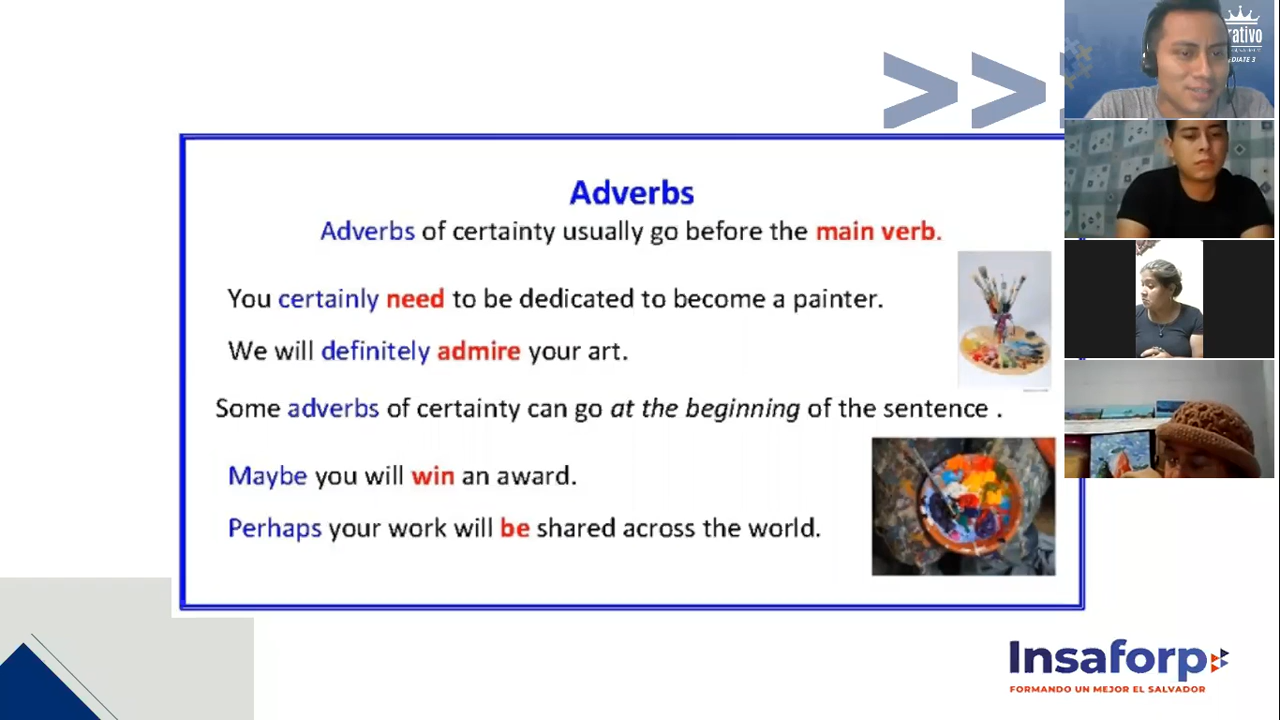 rativo
DIATE 3
>>
Adverbs
Adverbs of certainty usually go before the main verb.
You certainly need to be dedicated to become a painter.
We will definitely admire your art.
Some adverbs of certainty can go at the beginning of the sentence .
Maybe you will win an award.
Perhaps your work will be shared across the world.
Insaforp
FORMANDO UN MEJOR EL SALVADOR